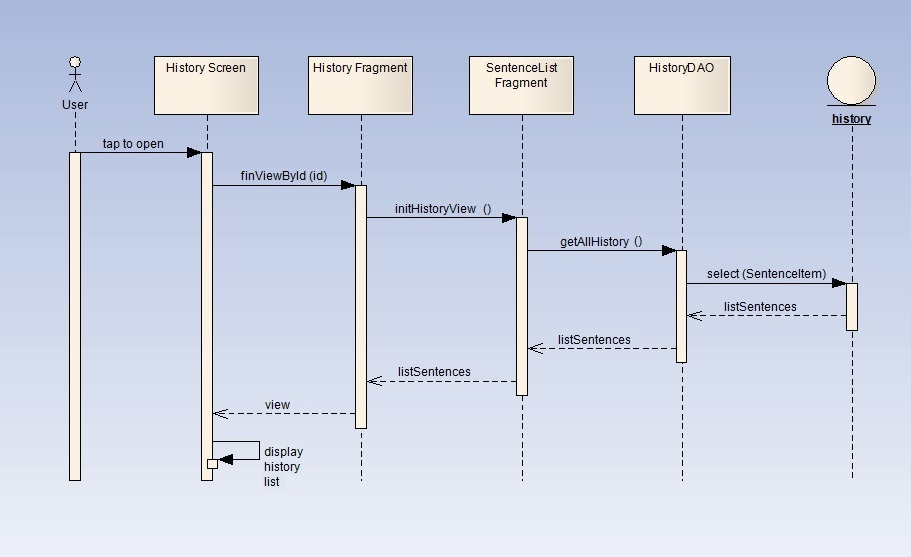 History Screen
History Fragment
SentenceList
Fragment
HistoryDAO
User
history
tap to open
finViewById (id)
initHistoryView ()
getAllHistory ()
select (SentenceItem)
listSentences
listSentences
listSentences
view
display
history
list